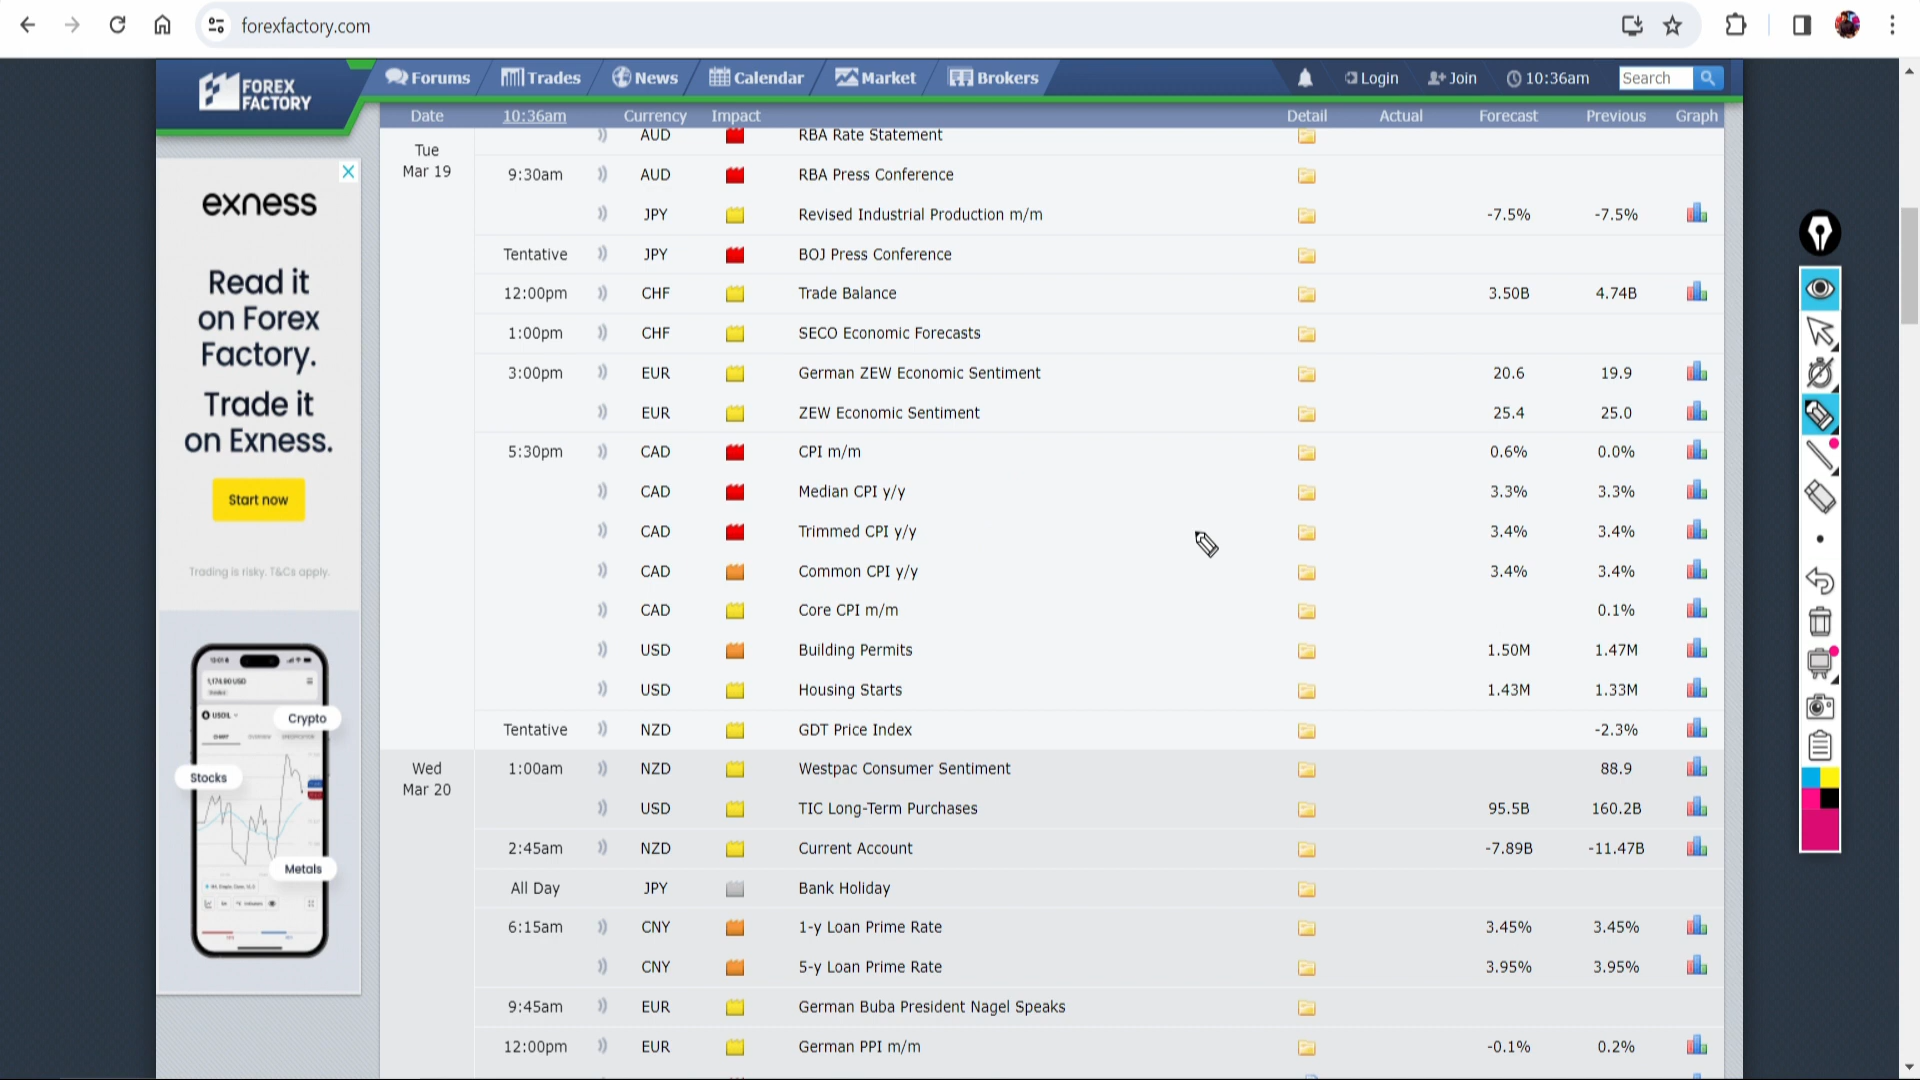 forexfactory.com
FOREX FACTORY
Forums Trades News Calendar Market Brokers Login Join 10:36am Search
Date 10:36am Currency Impact Detail Actual Forecast Previous Graph
AUD RBA Rate Statement
Tue
Mar 19
9:30am AUD RBA Press Conference
JPY Revised Industrial Production m/m -7.5% -7.5%
Tentative JPY BOJ Press Conference
12:00pm CHF Trade Balance 3.50B 4.74B
1:00pm CHF SECO Economic Forecasts
3:00pm EUR German ZEW Economic Sentiment 20.6 19.9
EUR ZEW Economic Sentiment 25.4 25.0
5:30pm CAD CPI m/m 0.6% 0.0%
CAD Median CPI y/y 3.3% 3.3%
CAD Trimmed CPI y/y 3.4% 3.4%
CAD Common CPI y/y 3.4% 3.4%
CAD Core CPI m/m 0.1%
USD Building Permits 1.50M 1.47M
USD Housing Starts 1.43M 1.33M
Tentative NZD GDT Price Index -2.3%
Wed
Mar 20
1:00am NZD Westpac Consumer Sentiment 88.9
USD TIC Long-Term Purchases 95.5B 160.2B
2:45am NZD Current Account -7.89B -11.47B
All Day JPY Bank Holiday
6:15am CNY 1-y Loan Prime Rate 3.45% 3.45%
CNY 5-y Loan Prime Rate 3.95% 3.95%
9:45am EUR German Buba President Nagel Speaks
12:00pm EUR German PPI m/m -0.1% 0.2%
exness
Read it
on Forex
Factory.
Trade it
on Exness.
Start now
Trading is risky. T&Cs apply.
Crypto
Stocks
Metals